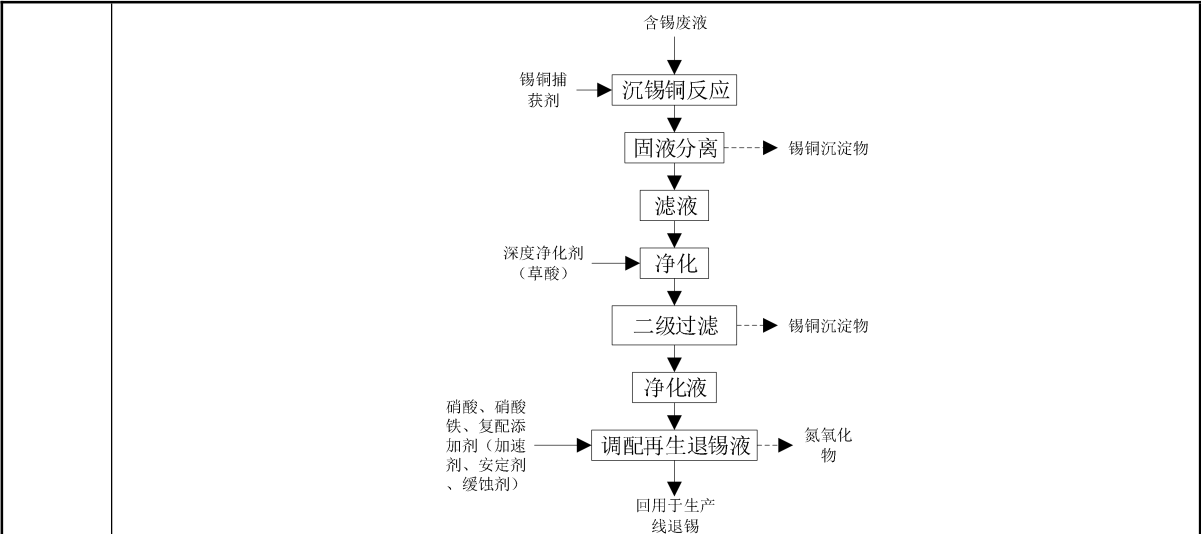 含锡废液
锡铜捕
获剂
沉锡铜反应
固液分离
锡铜沉淀物
滤液
深度净化剂
（草酸）
净化
二级过滤
锡铜沉淀物
净化液
硝酸、硝酸
铁、复配添
加剂（加速
剂、安定剂
、缓蚀剂）
调配再生退锡液
氮氧化
物
回用于生产
线退锡